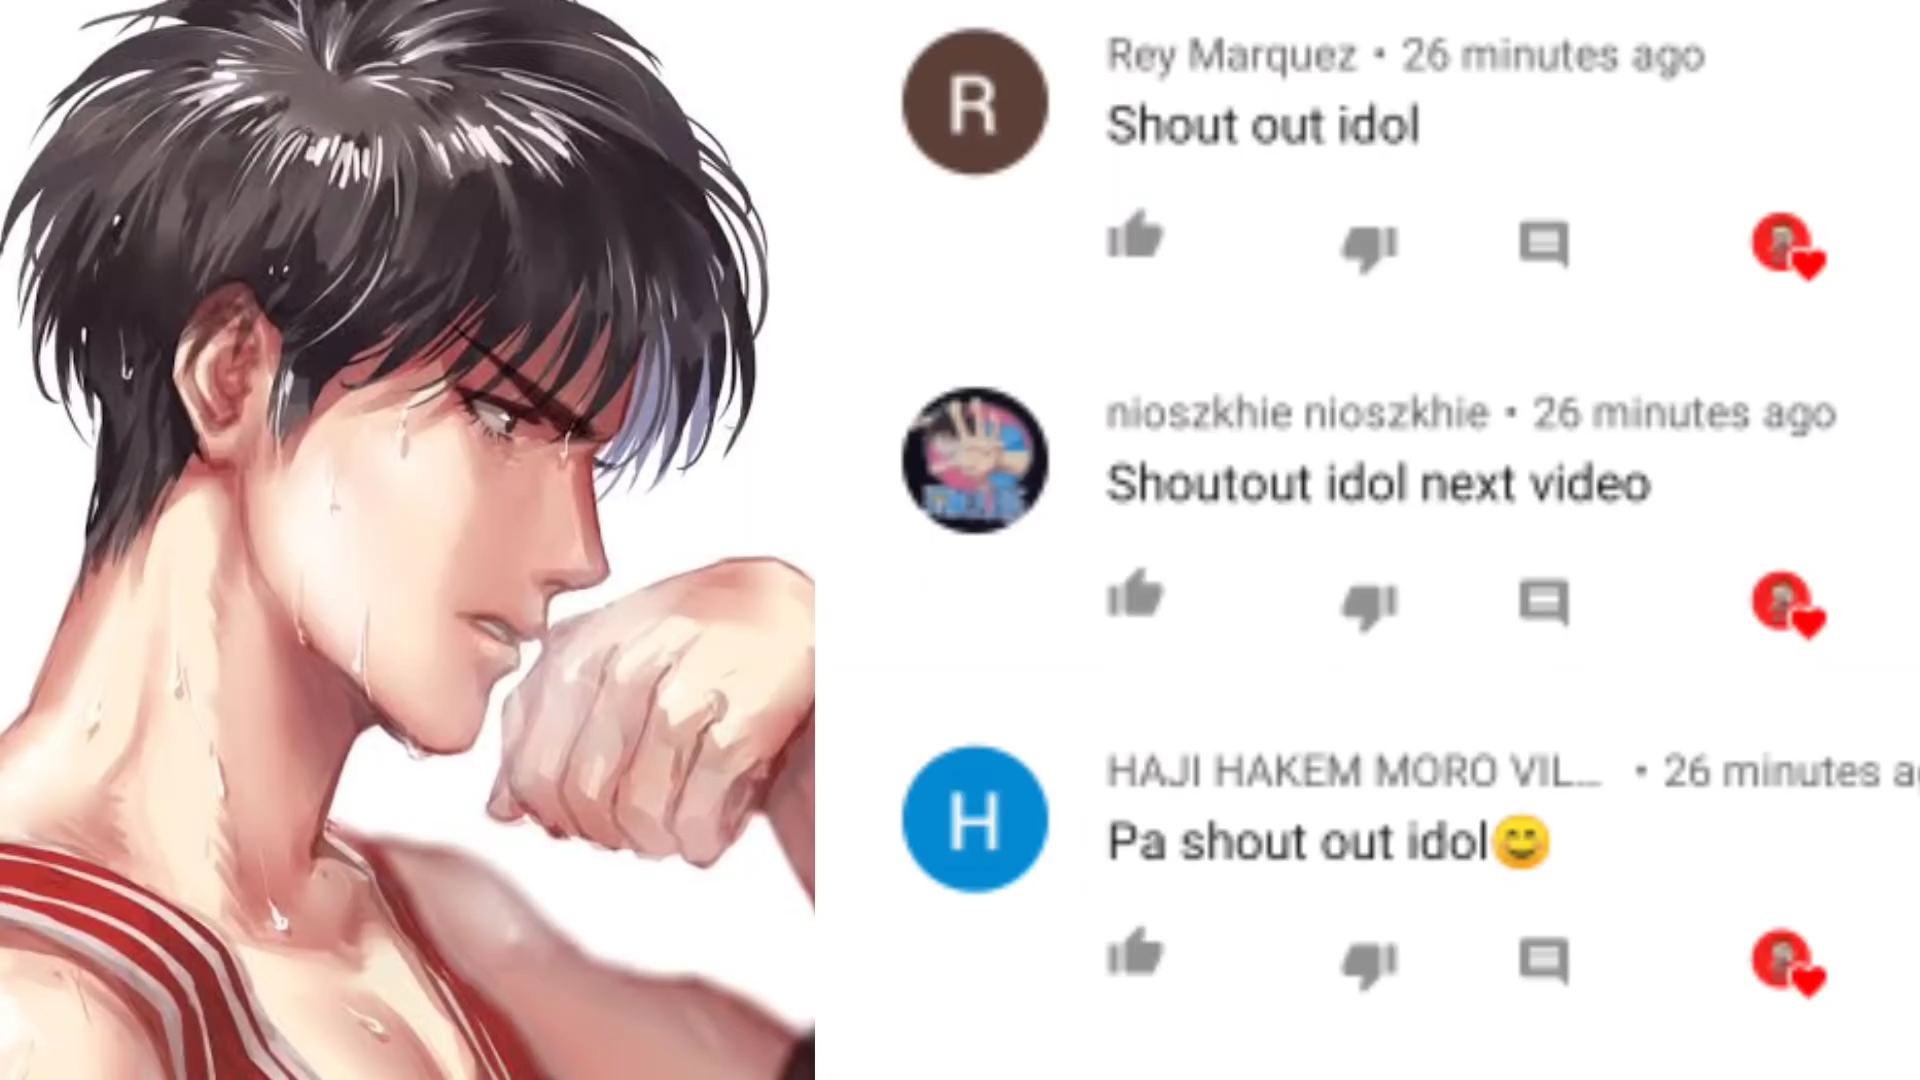 R
Rey Marquez • 26 minutes ago
Shout out idol
nioszkhie nioszkhie • 26 minutes ago
Shoutout idol next video
H
HAJI HAKEM MORO VIL... • 26 minutes a
Pa shout out idol😊